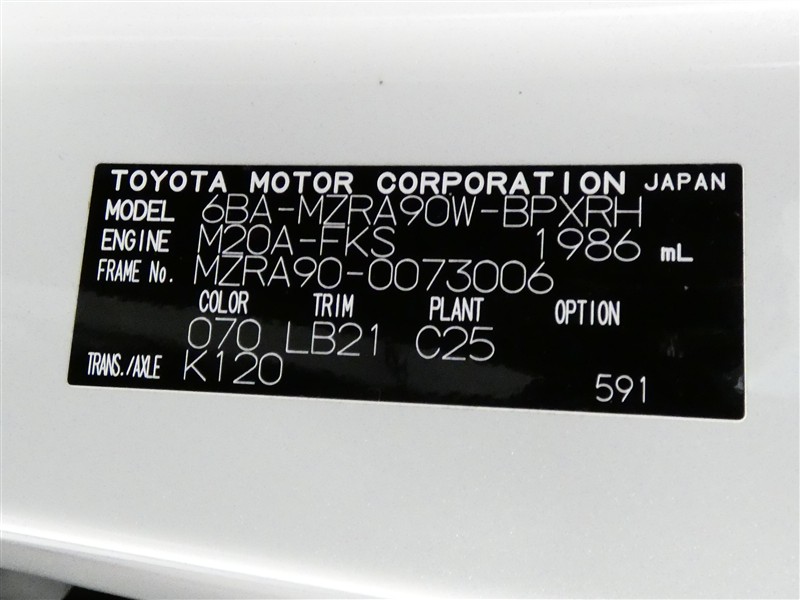 TOYOTA MOTOR CORPORATION JAPAN
MODEL 6BA-MZRA90W-BPXRH
ENGINE M20A-FKS 1986 mL
FRAME No. MZRA90-0073006
COLOR TRIM PLANT OPTION
070 LB21 C25
TRANS./AXLE K120
591